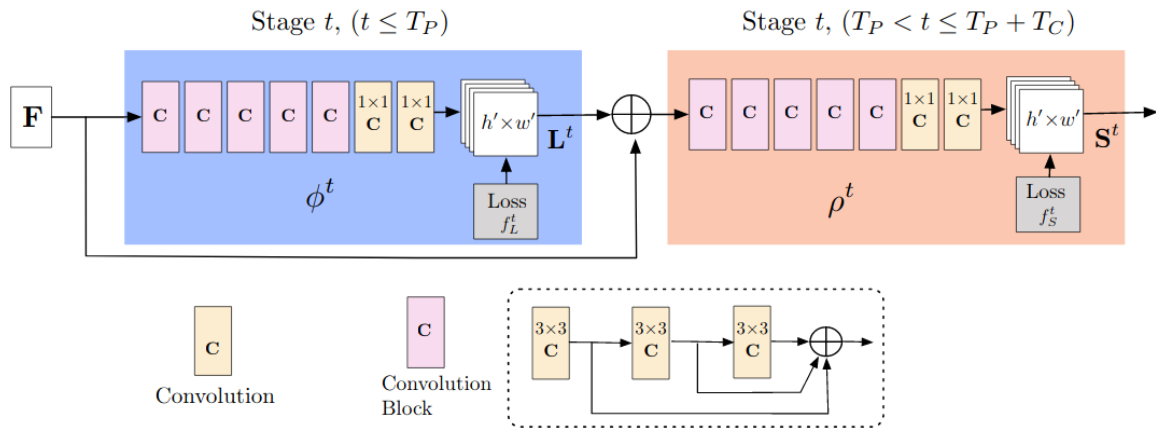 Stage t, (t ≤ T_P)
Stage t, (T_P < t ≤ T_P + T_C)
F
C C C C C 1×1 C 1×1 C
h′×w′
L^t
Loss
f_L^t
ϕ^t
C C C C C 1×1 C 1×1 C
h′×w′
S^t
Loss
f_S^t
ρ^t
C
Convolution
C
Convolution
Block
3×3 C 3×3 C 3×3 C